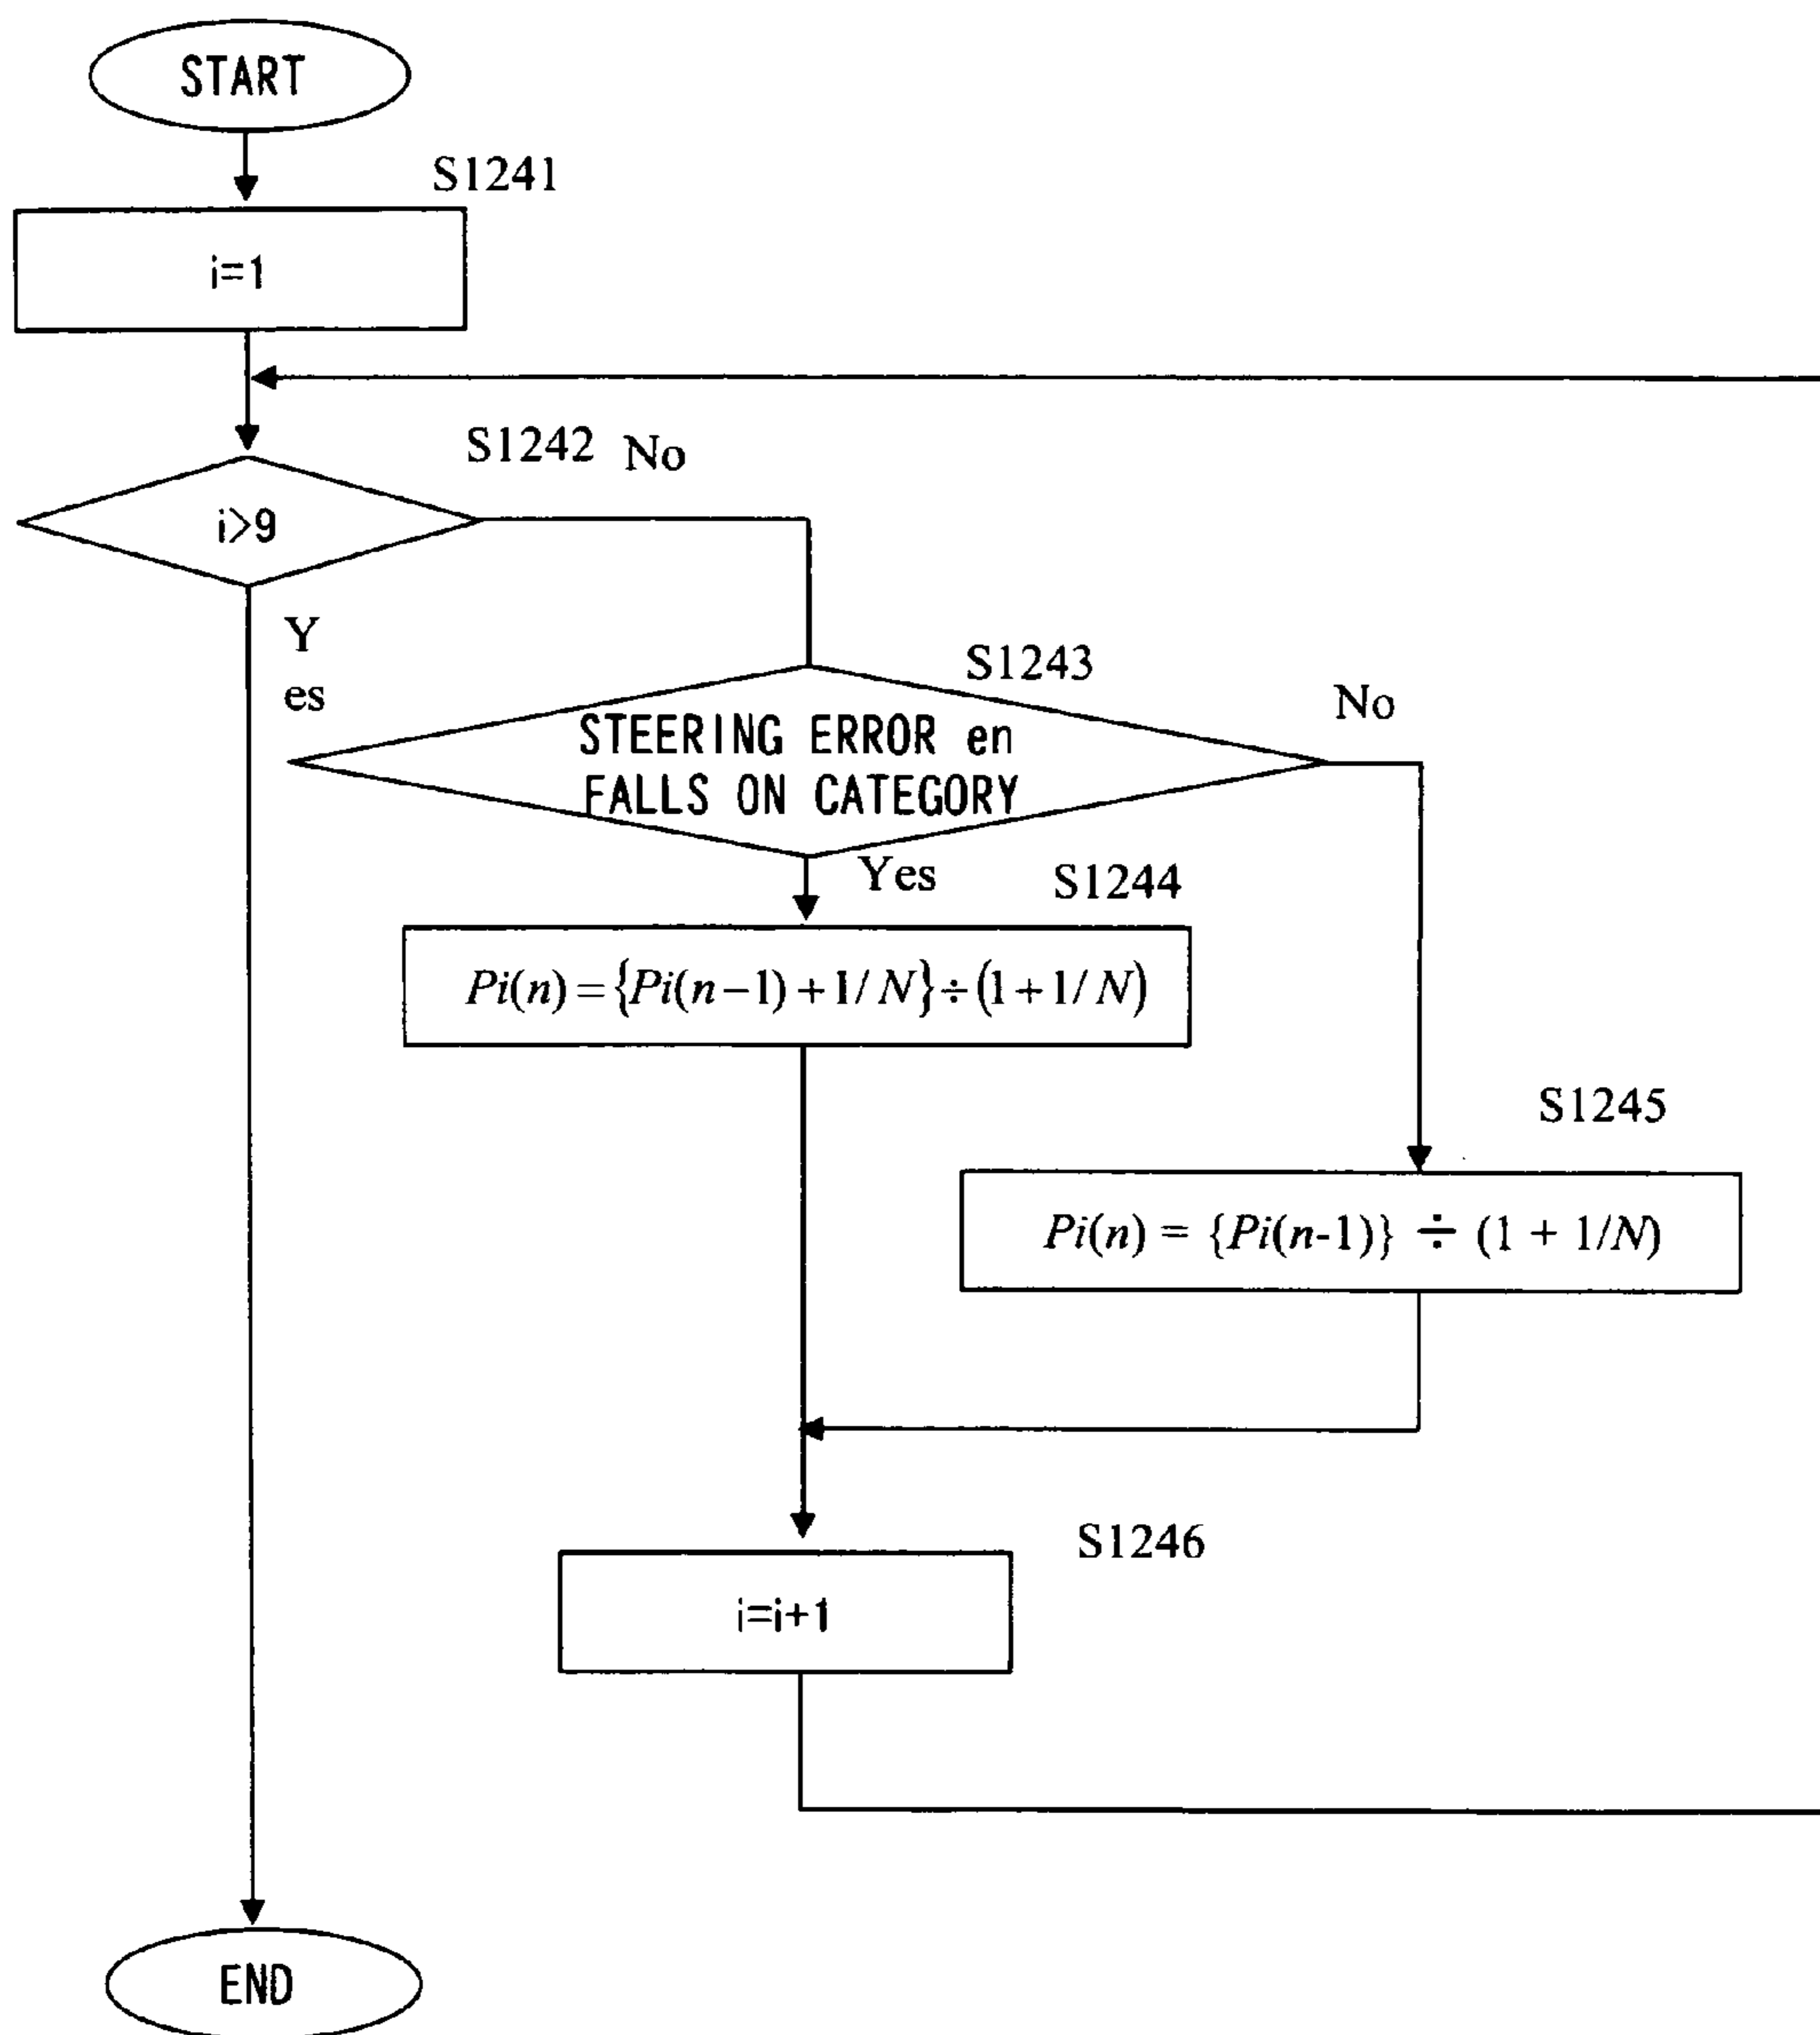 START
S1241
i=1
S1242 No
i>9
Y
es
S1243
No
STEERING ERROR en
FALLS ON CATEGORY
Yes
S1244
Pi(n) = {Pi(n−1) + 1/N} ÷ (1 + 1/N)
S1245
Pi(n) = {Pi(n-1)} ÷ (1 + 1/N)
S1246
i=i+1
END